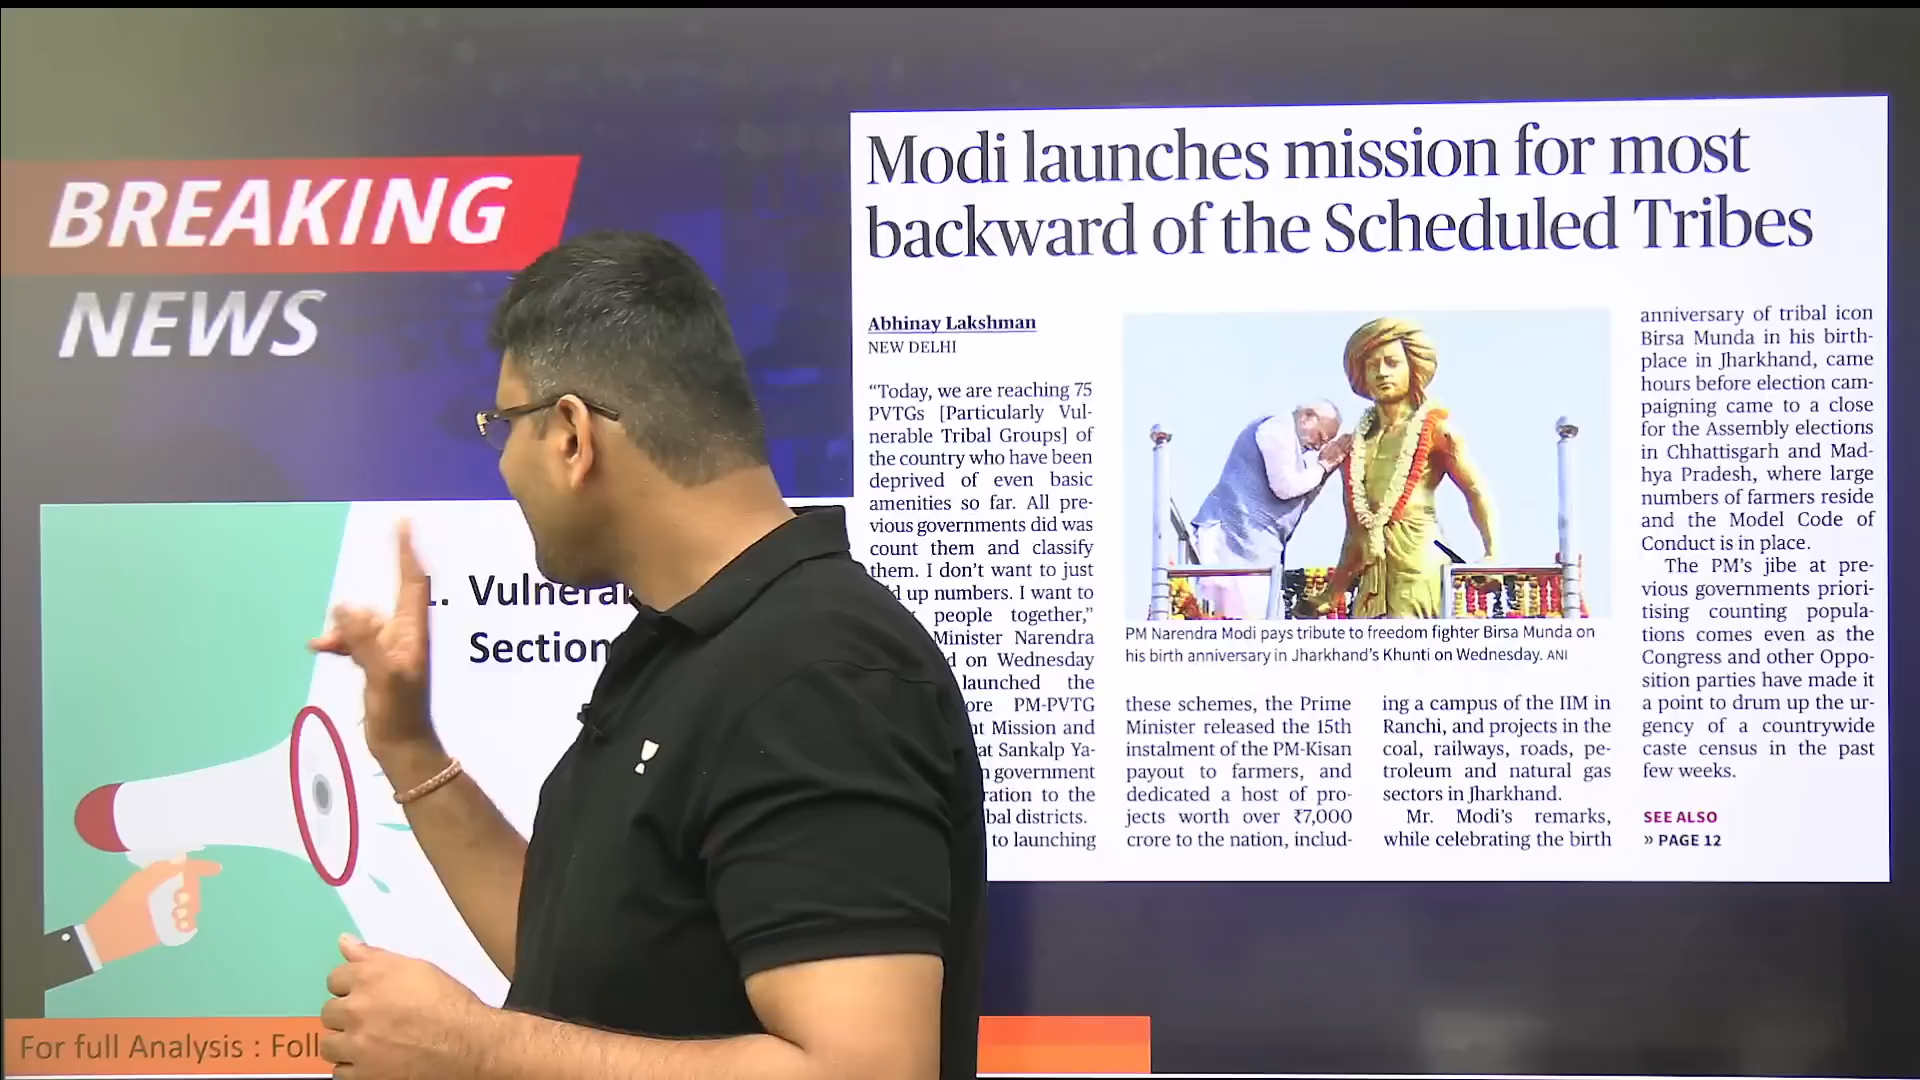 BREAKING
NEWS
1. Vulnerab
Section
For full Analysis : Foll
Modi launches mission for most
backward of the Scheduled Tribes
Abhinay Lakshman
NEW DELHI
“Today, we are reaching 75
PVTGs [Particularly Vul-
nerable Tribal Groups] of
the country who have been
deprived of even basic
amenities so far. All pre-
vious governments did was
count them and classify
them. I don’t want to just
up numbers. I want to
people together,”
Minister Narendra
on Wednesday
launched the
PM-PVTG
Mission and
Sankalp Ya-
government
to the
districts.
to launching
PM Narendra Modi pays tribute to freedom fighter Birsa Munda on
his birth anniversary in Jharkhand’s Khunti on Wednesday. ANI
these schemes, the Prime
Minister released the 15th
instalment of the PM-Kisan
payout to farmers, and
dedicated a host of pro-
jects worth over ₹7,000
crore to the nation, includ-
ing a campus of the IIM in
Ranchi, and projects in the
coal, railways, roads, pe-
troleum and natural gas
sectors in Jharkhand.
Mr. Modi’s remarks,
while celebrating the birth
anniversary of tribal icon
Birsa Munda in his birth-
place in Jharkhand, came
hours before election cam-
paigning came to a close
for the Assembly elections
in Chhattisgarh and Mad-
hya Pradesh, where large
numbers of farmers reside
and the Model Code of
Conduct is in place.
The PM’s jibe at pre-
vious governments priori-
tising counting popula-
tions comes even as the
Congress and other Oppo-
sition parties have made it
a point to drum up the ur-
gency of a countrywide
caste census in the past
few weeks.
SEE ALSO
» PAGE 12